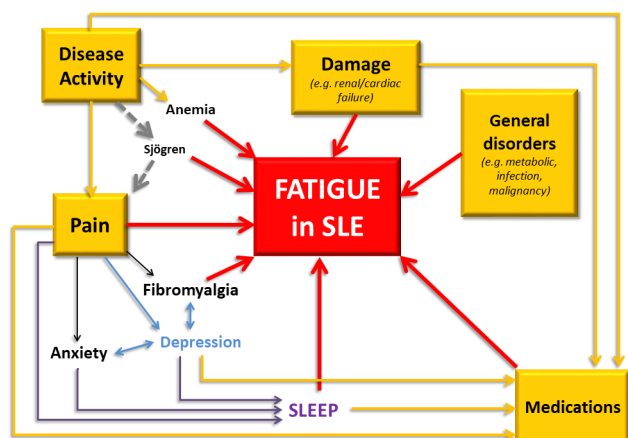 Disease
Activity
Damage
(e.g. renal/cardiac
failure)
Anemia
General
disorders
(e.g. metabolic,
infection,
malignancy)
Sjögren
FATIGUE
in SLE
Pain
Fibromyalgia
Depression
Anxiety
SLEEP
Medications